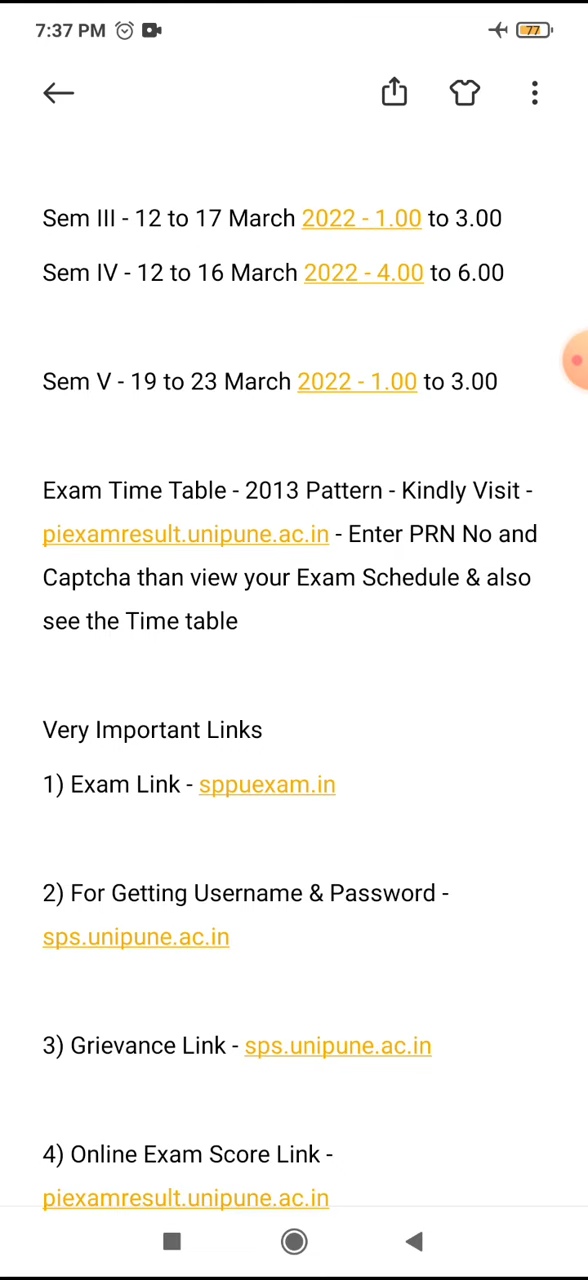 7:37 PM
77
Sem III - 12 to 17 March 2022 - 1.00 to 3.00
Sem IV - 12 to 16 March 2022 - 4.00 to 6.00
Sem V - 19 to 23 March 2022 - 1.00 to 3.00
Exam Time Table - 2013 Pattern - Kindly Visit -
piexamresult.unipune.ac.in - Enter PRN No and
Captcha than view your Exam Schedule & also
see the Time table
Very Important Links
1) Exam Link - sppuexam.in
2) For Getting Username & Password -
sps.unipune.ac.in
3) Grievance Link - sps.unipune.ac.in
4) Online Exam Score Link -
piexamresult.unipune.ac.in